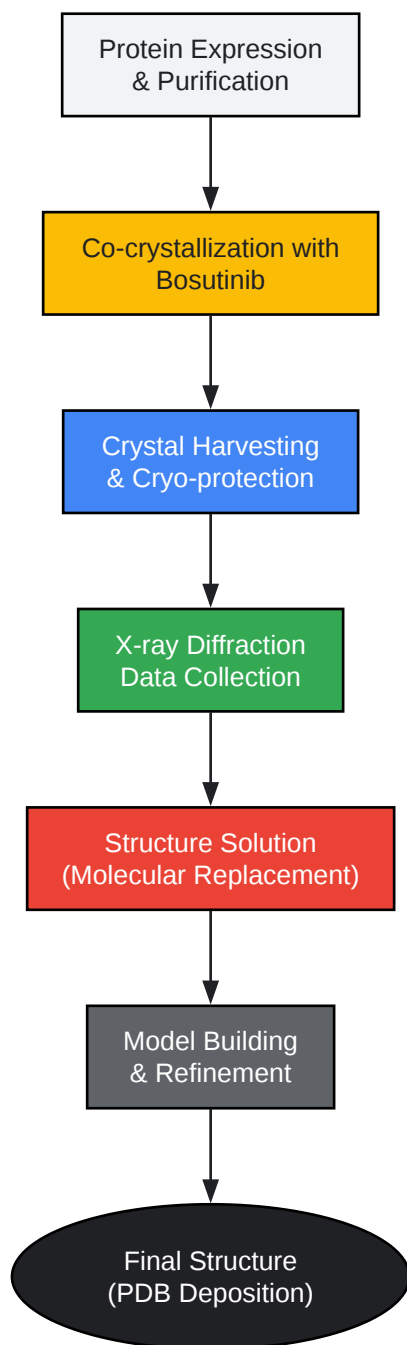 Protein Expression
& Purification
Co-crystallization with
Bosutinib
Crystal Harvesting
& Cryo-protection
X-ray Diffraction
Data Collection
Structure Solution
(Molecular Replacement)
Model Building
& Refinement
Final Structure
(PDB Deposition)